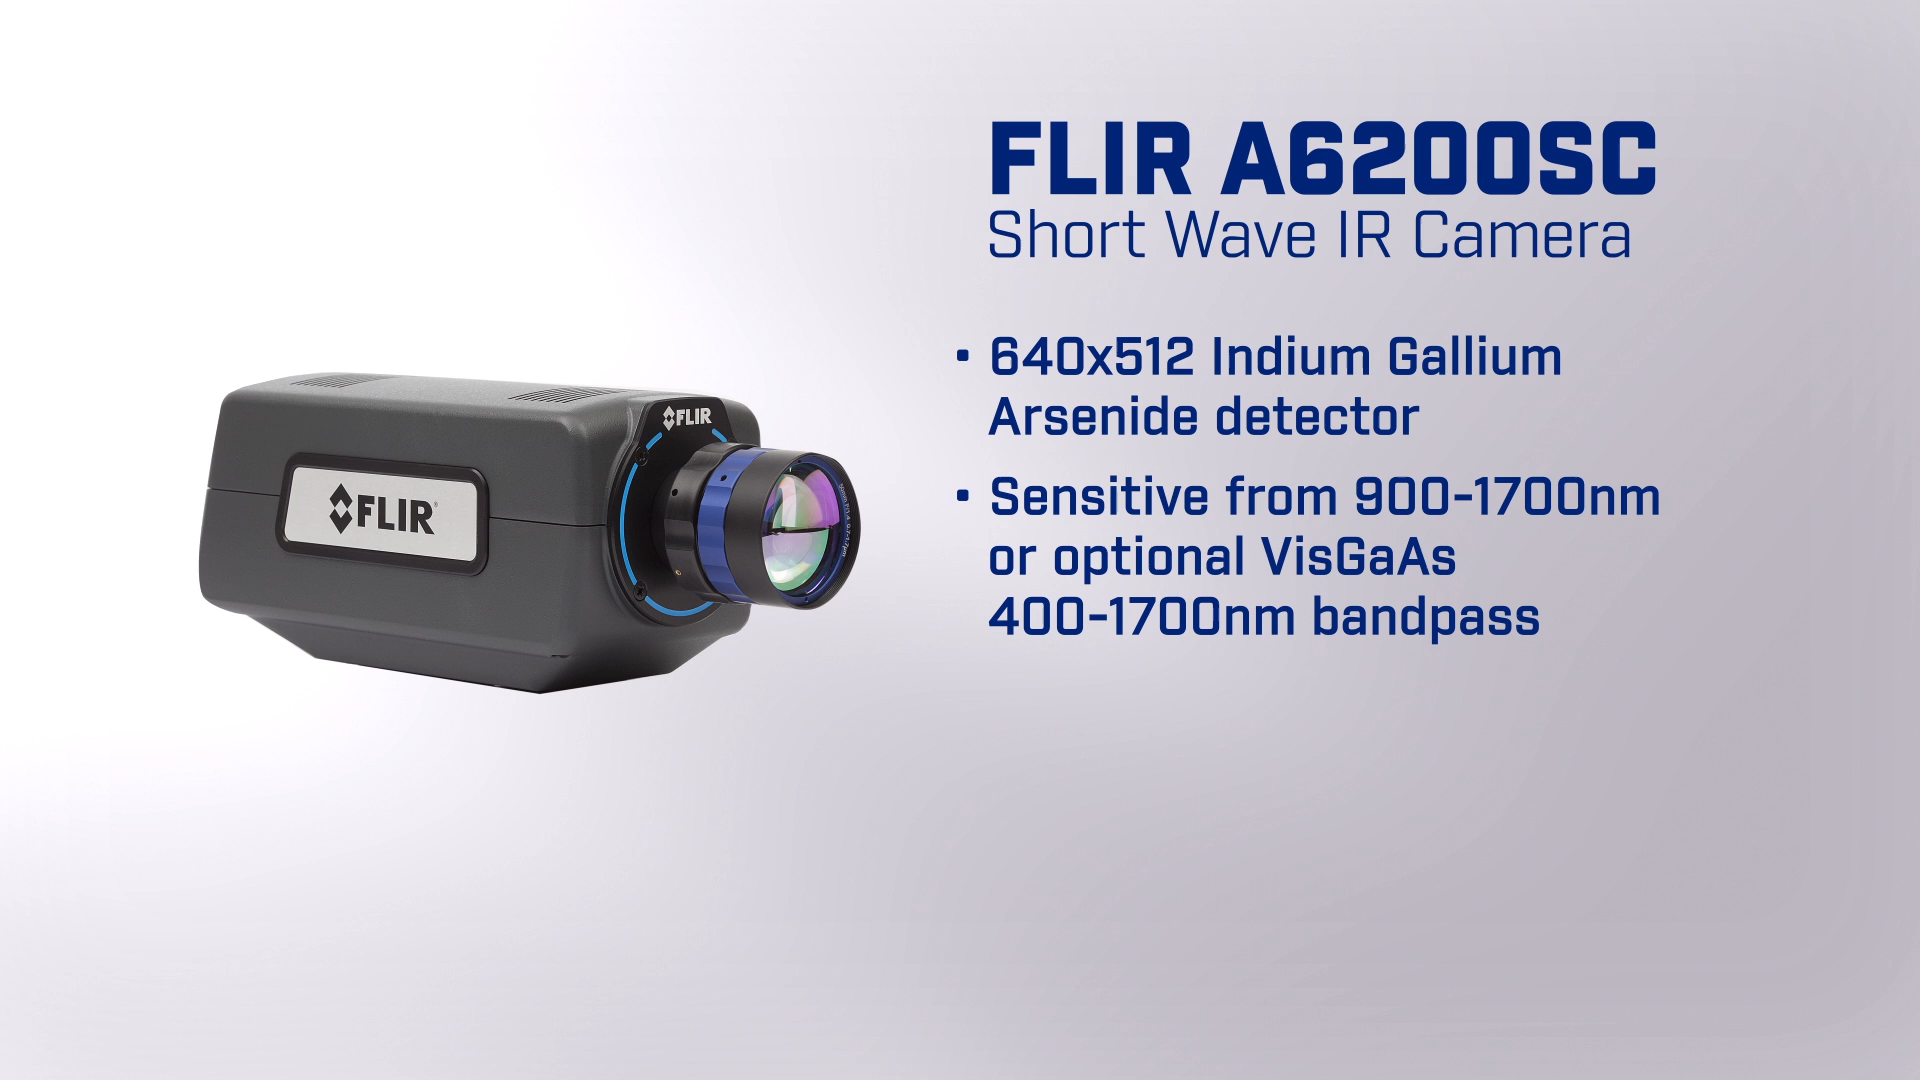 FLIR A6200SC
Short Wave IR Camera
• 640x512 Indium Gallium
Arsenide detector
• Sensitive from 900-1700nm
or optional VisGaAs
400-1700nm bandpass
FLIR
FLIR